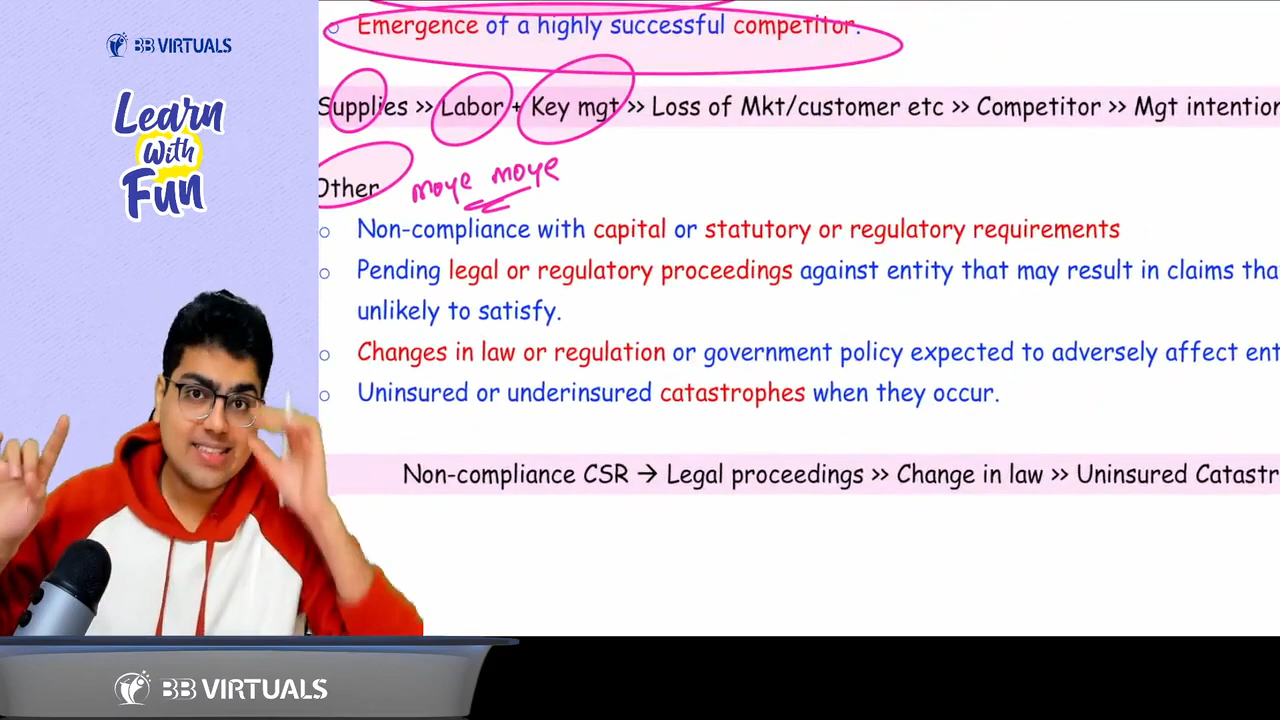 BB VIRTUALS
Learn
With
Fun
Emergence of a highly successful competitor.
Supplies >> Labor + Key mgt >> Loss of Mkt/customer etc >> Competitor >> Mgt intention
Other moye moye
Non-compliance with capital or statutory or regulatory requirements
Pending legal or regulatory proceedings against entity that may result in claims tha
unlikely to satisfy.
Changes in law or regulation or government policy expected to adversely affect ent
Uninsured or underinsured catastrophes when they occur.
Non-compliance CSR → Legal proceedings >> Change in law >> Uninsured Catastr
BB VIRTUALS